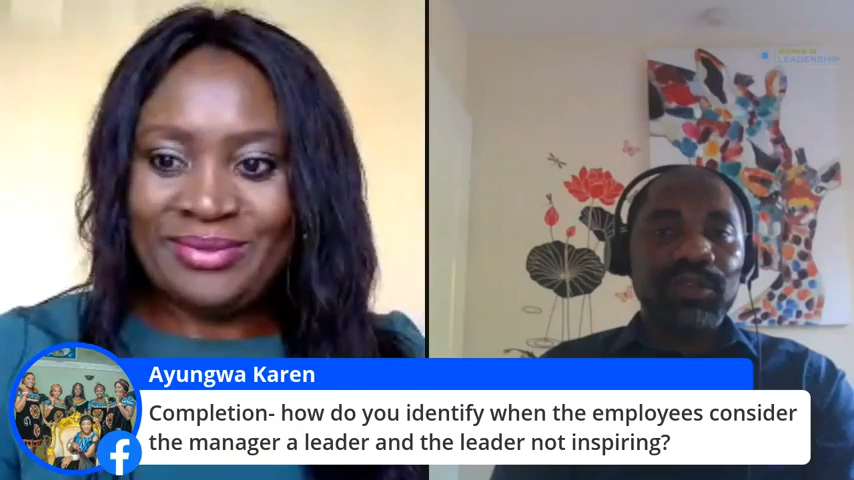 WOMEN IN
LEADERSHIP
Ayungwa Karen
Completion- how do you identify when the employees consider
the manager a leader and the leader not inspiring?